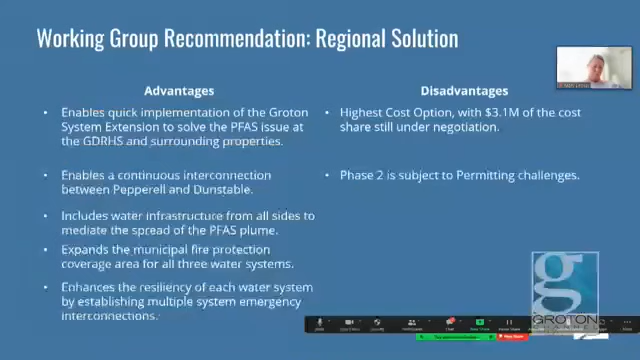 Working Group Recommendation: Regional Solution
Advantages
• Enables quick implementation of the Groton
System Extension to solve the PFAS issue at
the GDRHS and surrounding properties.
• Enables a continuous interconnection
between Pepperell and Dunstable.
• Includes water infrastructure from all sides to
mediate the spread of the PFAS plume.
• Expands the municipal fire protection
coverage area for all three water systems.
• Enhances the resiliency of each water system
by establishing multiple system emergency
interconnections.
Disadvantages
• Highest Cost Option, with $3.1M of the cost
share still under negotiation.
• Phase 2 is subject to Permitting challenges.
g
GROTON